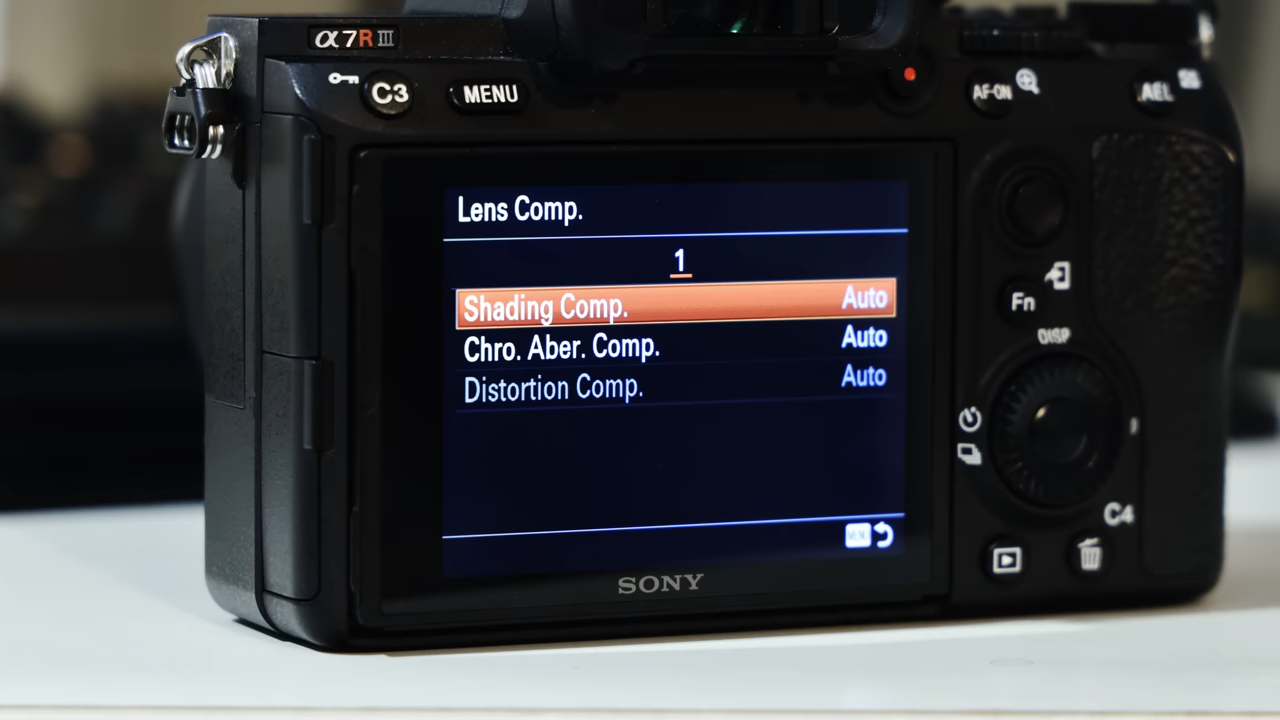 α7RIII
C3
MENU
AF-ON
AEL
Lens Comp.
1
Shading Comp. Auto
Chro. Aber. Comp. Auto
Distortion Comp. Auto
MENU
SONY
Fn
DISP
C4